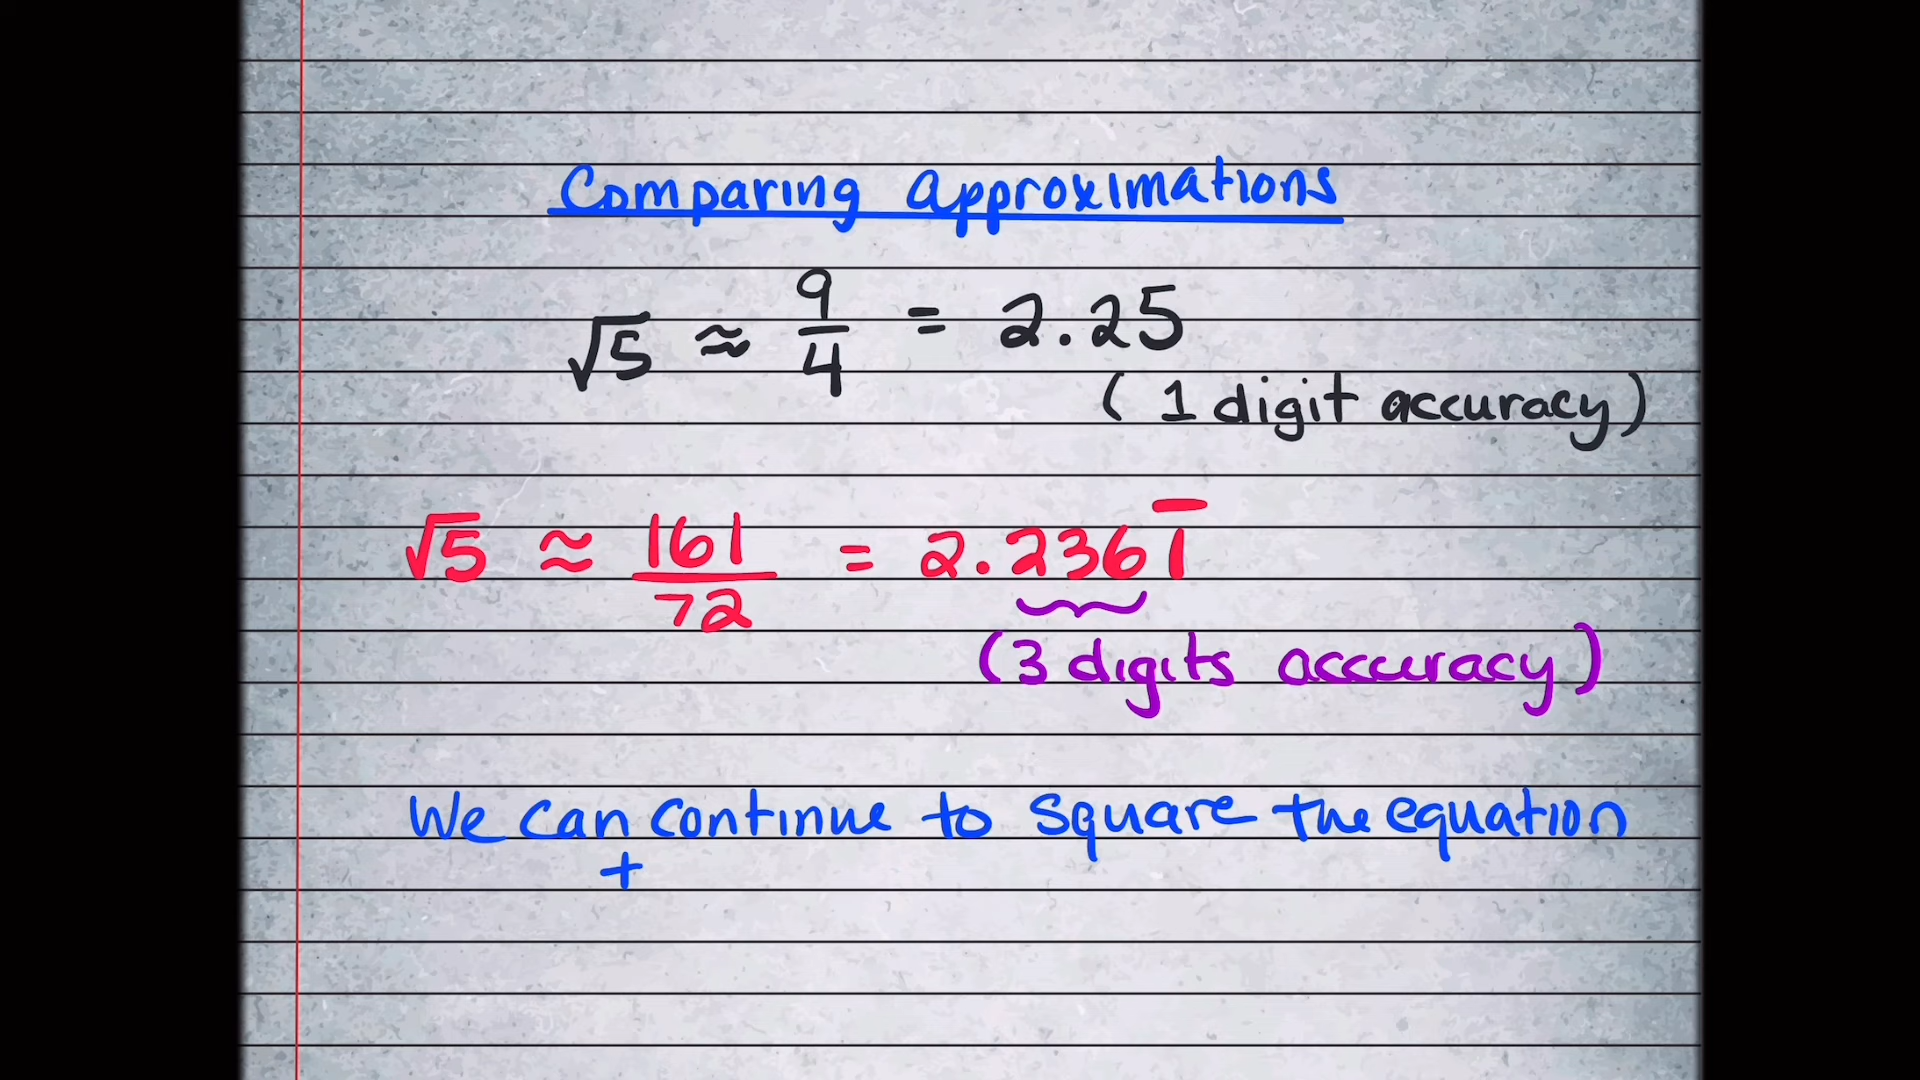 Comparing Approximations
√5 ≈ 9/4 = 2.25
(1 digit accuracy)
√5 ≈ 161/72 = 2.2361̅
(3 digits accuracy)
We can continue to square the equation
+